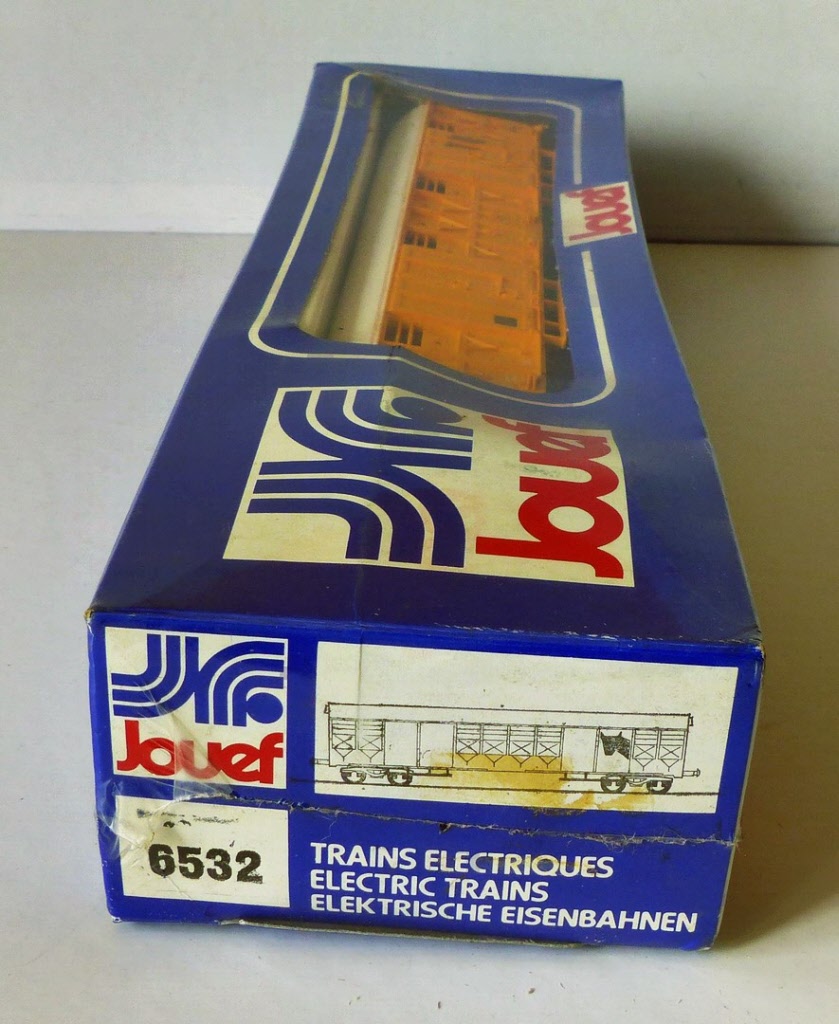 Jouef
Jouef
Jouef
6532
TRAINS ELECTRIQUES
ELECTRIC TRAINS
ELEKTRISCHE EISENBAHNEN